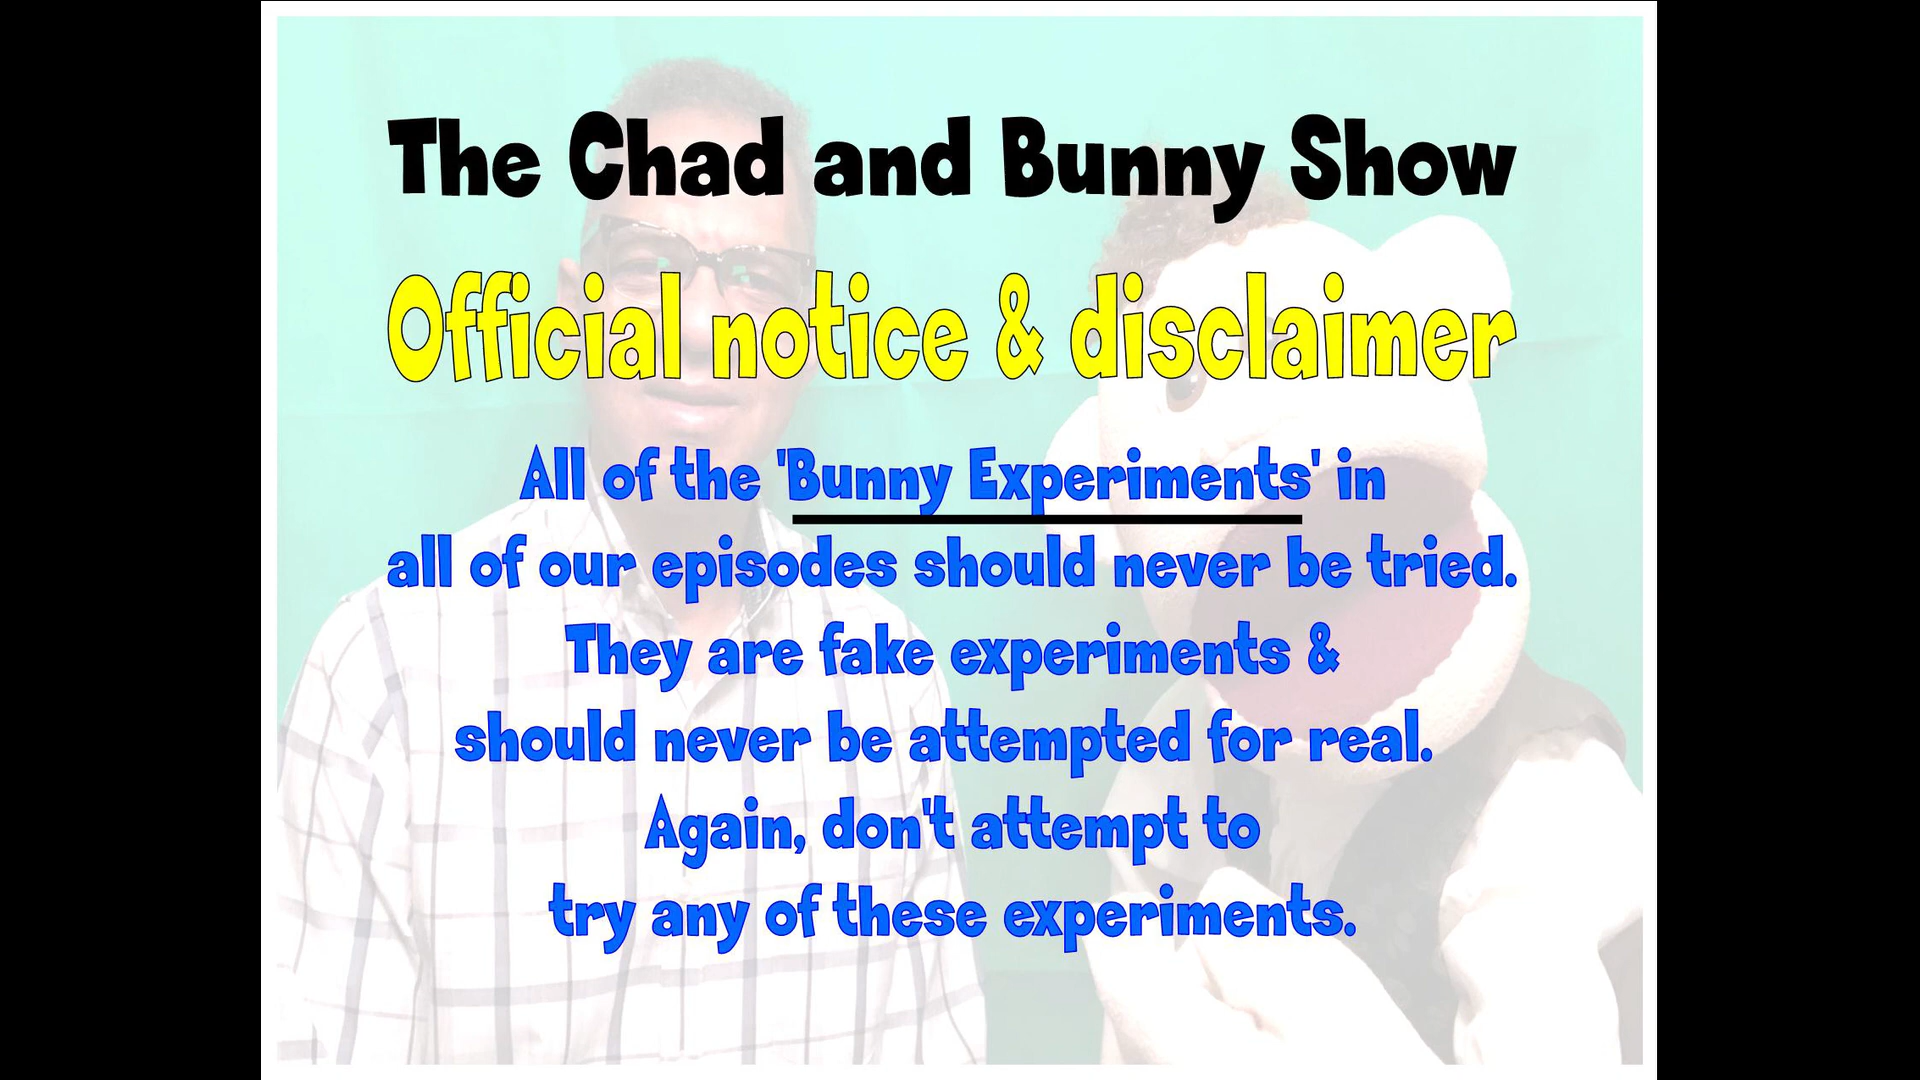 The Chad and Bunny Show
Official notice & disclaimer
All of the 'Bunny Experiments' in
all of our episodes should never be tried.
They are fake experiments &
should never be attempted for real.
Again, don't attempt to
try any of these experiments.